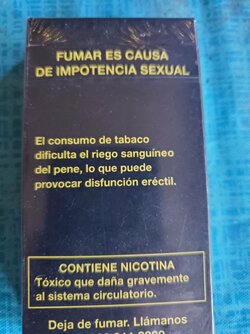 FUMAR ES CAUSA
DE IMPOTENCIA SEXUAL
El consumo de tabaco
dificulta el riego sanguíneo
del pene, lo que puede
provocar disfunción eréctil.
CONTIENE NICOTINA
Tóxico que daña gravemente
al sistema circulatorio.
Deja de fumar. Llámanos